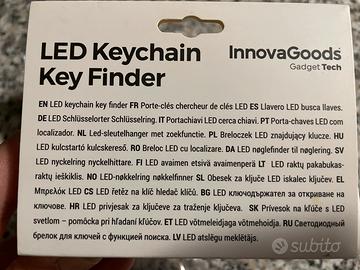 LED Keychain
Key Finder
InnovaGoods®
Gadget Tech
EN LED keychain key finder FR Porte-clés chercheur de clés LED ES Llavero LED busca llaves.
DE LED Schlüsselorter Schrelring. IT Portachiavi LED cerca chiavi. PT Porta-chaves LED com
localizador. NL Led-sleutelhanger met zoekfunctie. PL Breloczek LED znajdujący klucze. HU
LED kulcstartó kulcskereső. RO Breloc LED cu localizare. DA LED nøglefinder til nøglering. SV
LED nyckelring nyckelhittare. FI LED avaimen etsivä avaimenperä LT LED raktų pakabukas-
raktų ieškiklis. NO LED-nøkkelring nøkkelfinner SL Obesek za ključe LED iskalec ključev. EL
Μπρελόκ LED CS LED řetěz na klíč hledač klíčů. BG LED ключодържател за откриване на
ключове. HR LED privjesak za ključeve za traženje ključeva. SK Prívesok na kľúče s LED
svetlom – pomôcka pri hľadaní kľúčov. ET LED võtmeleidjaga võtmehoidja. RU Светодиодный
брелок для ключей с функцией поиска. LV LED atslēgu meklētājs.
subito